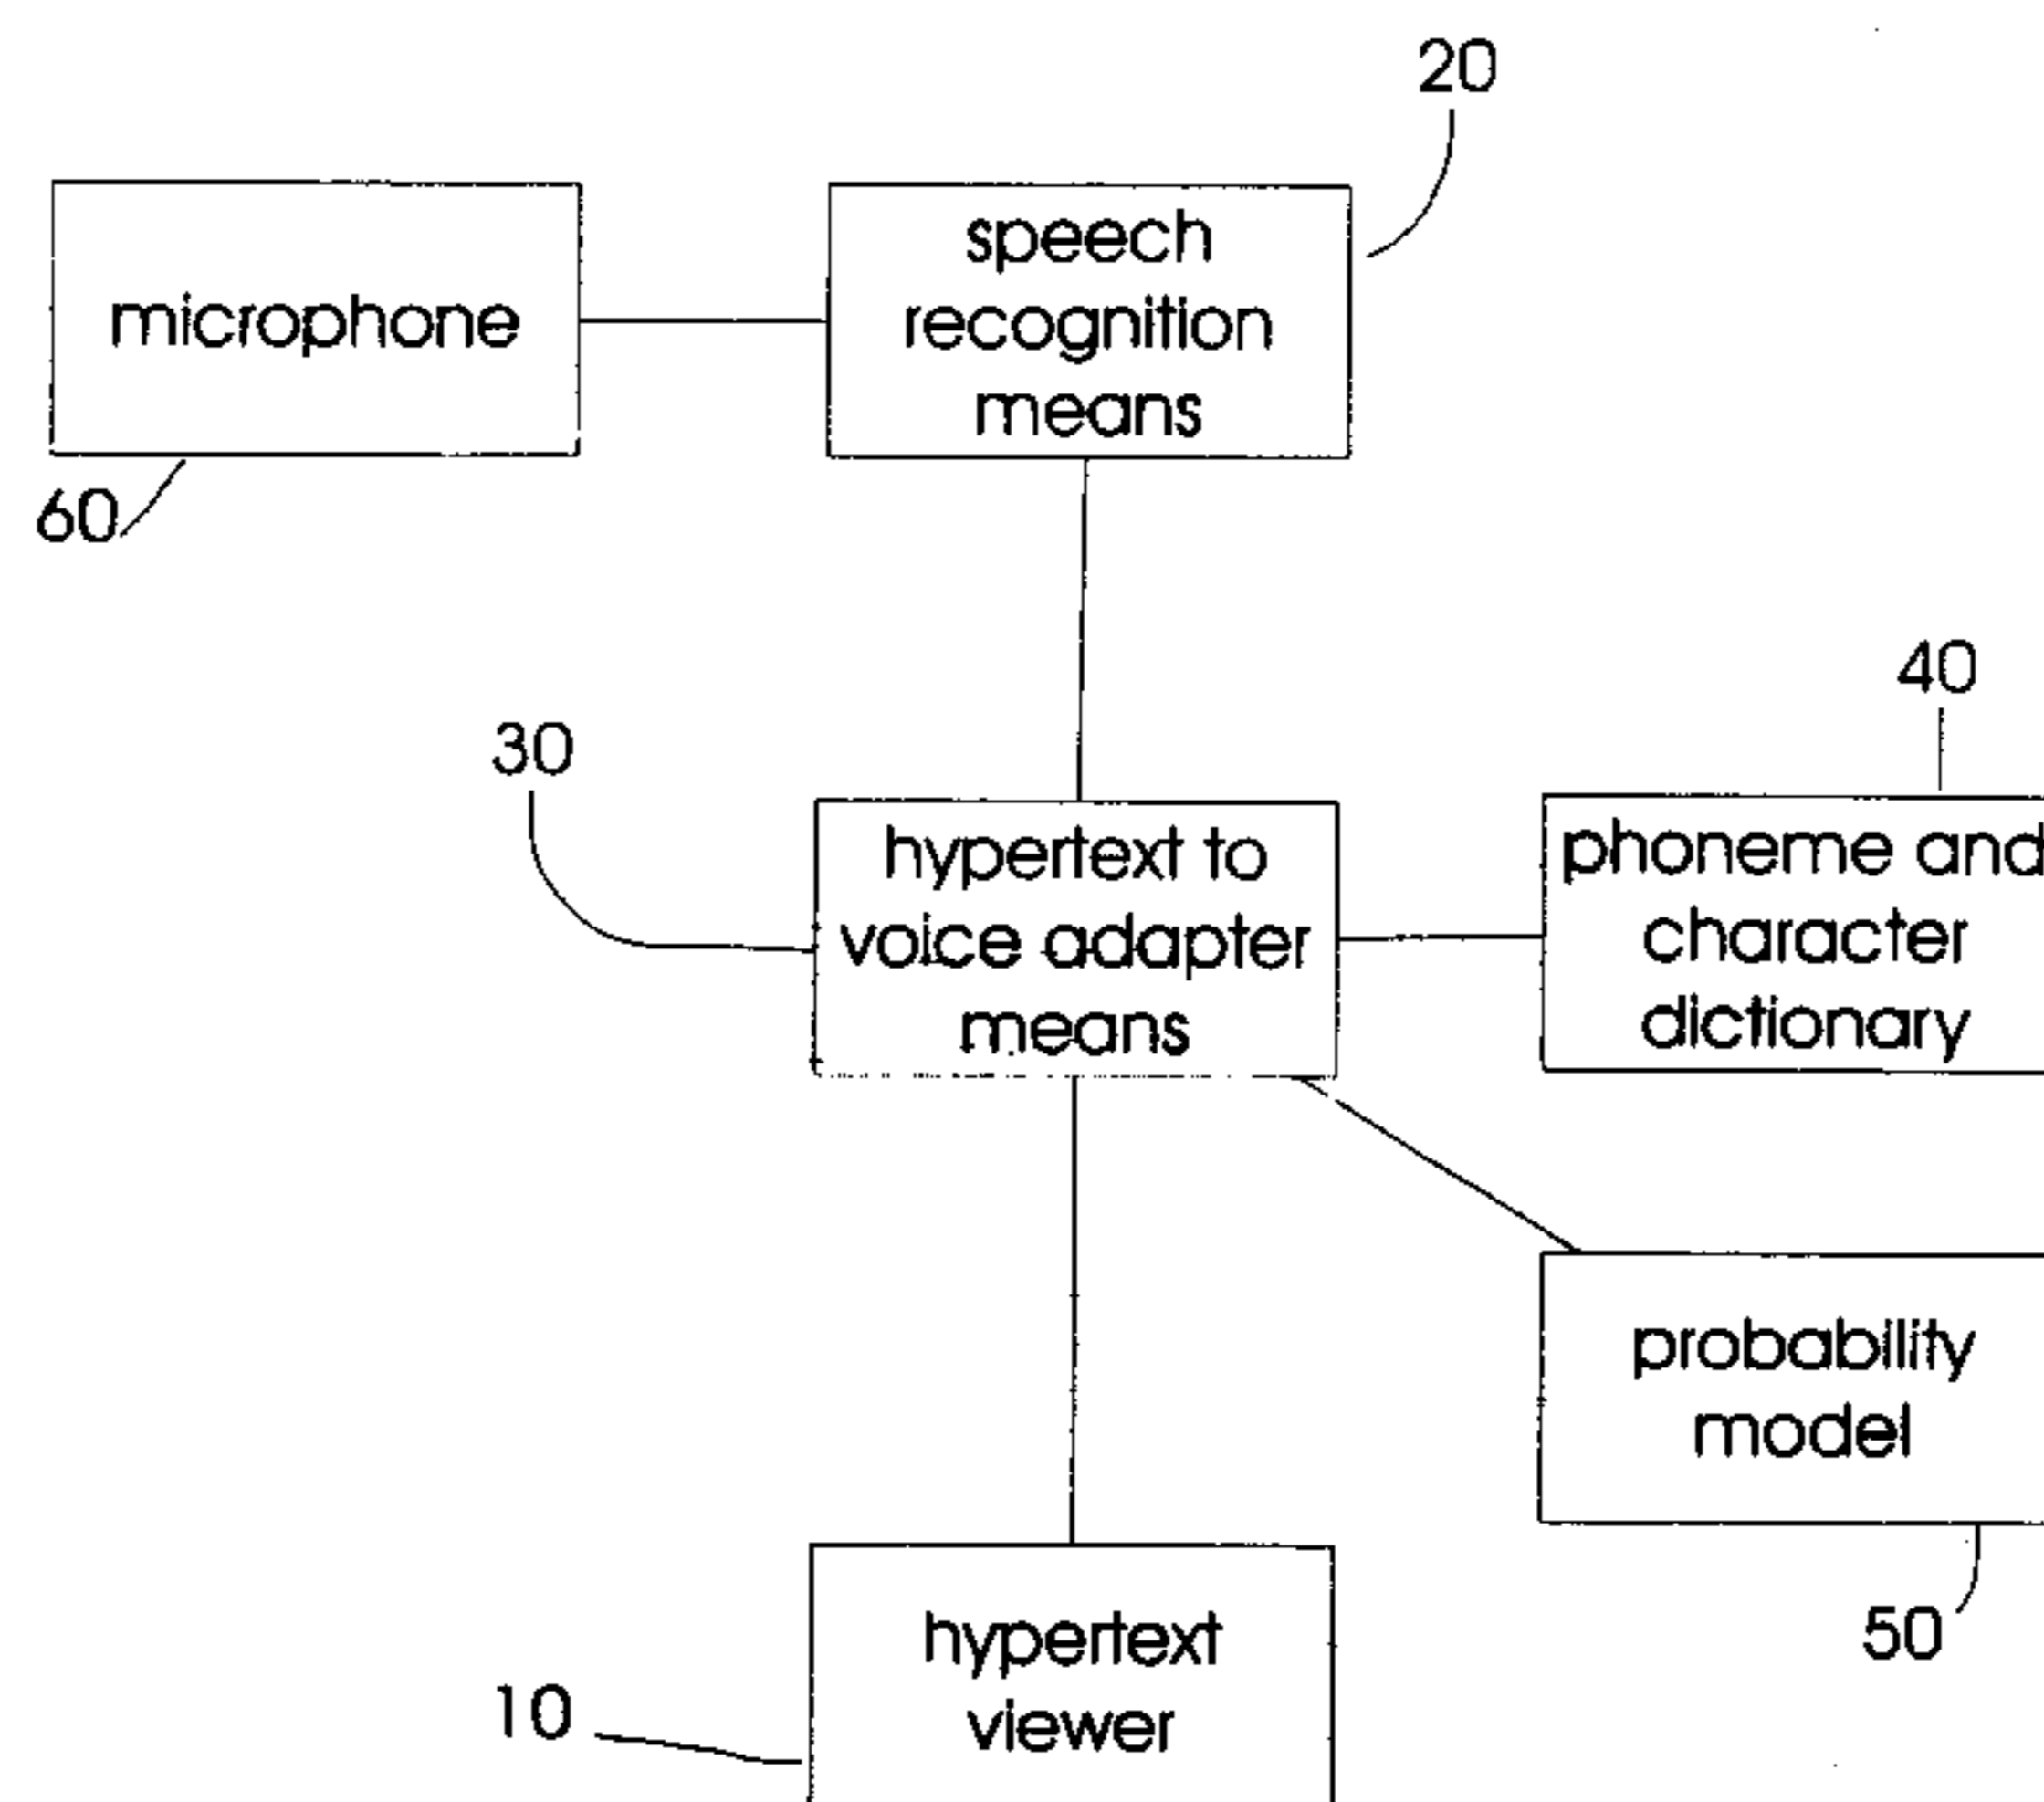 20
microphone
speech
recognition
means
60
30
40
hypertext to
voice adapter
means
phoneme and
character
dictionary
probability
model
50
hypertext
viewer
10